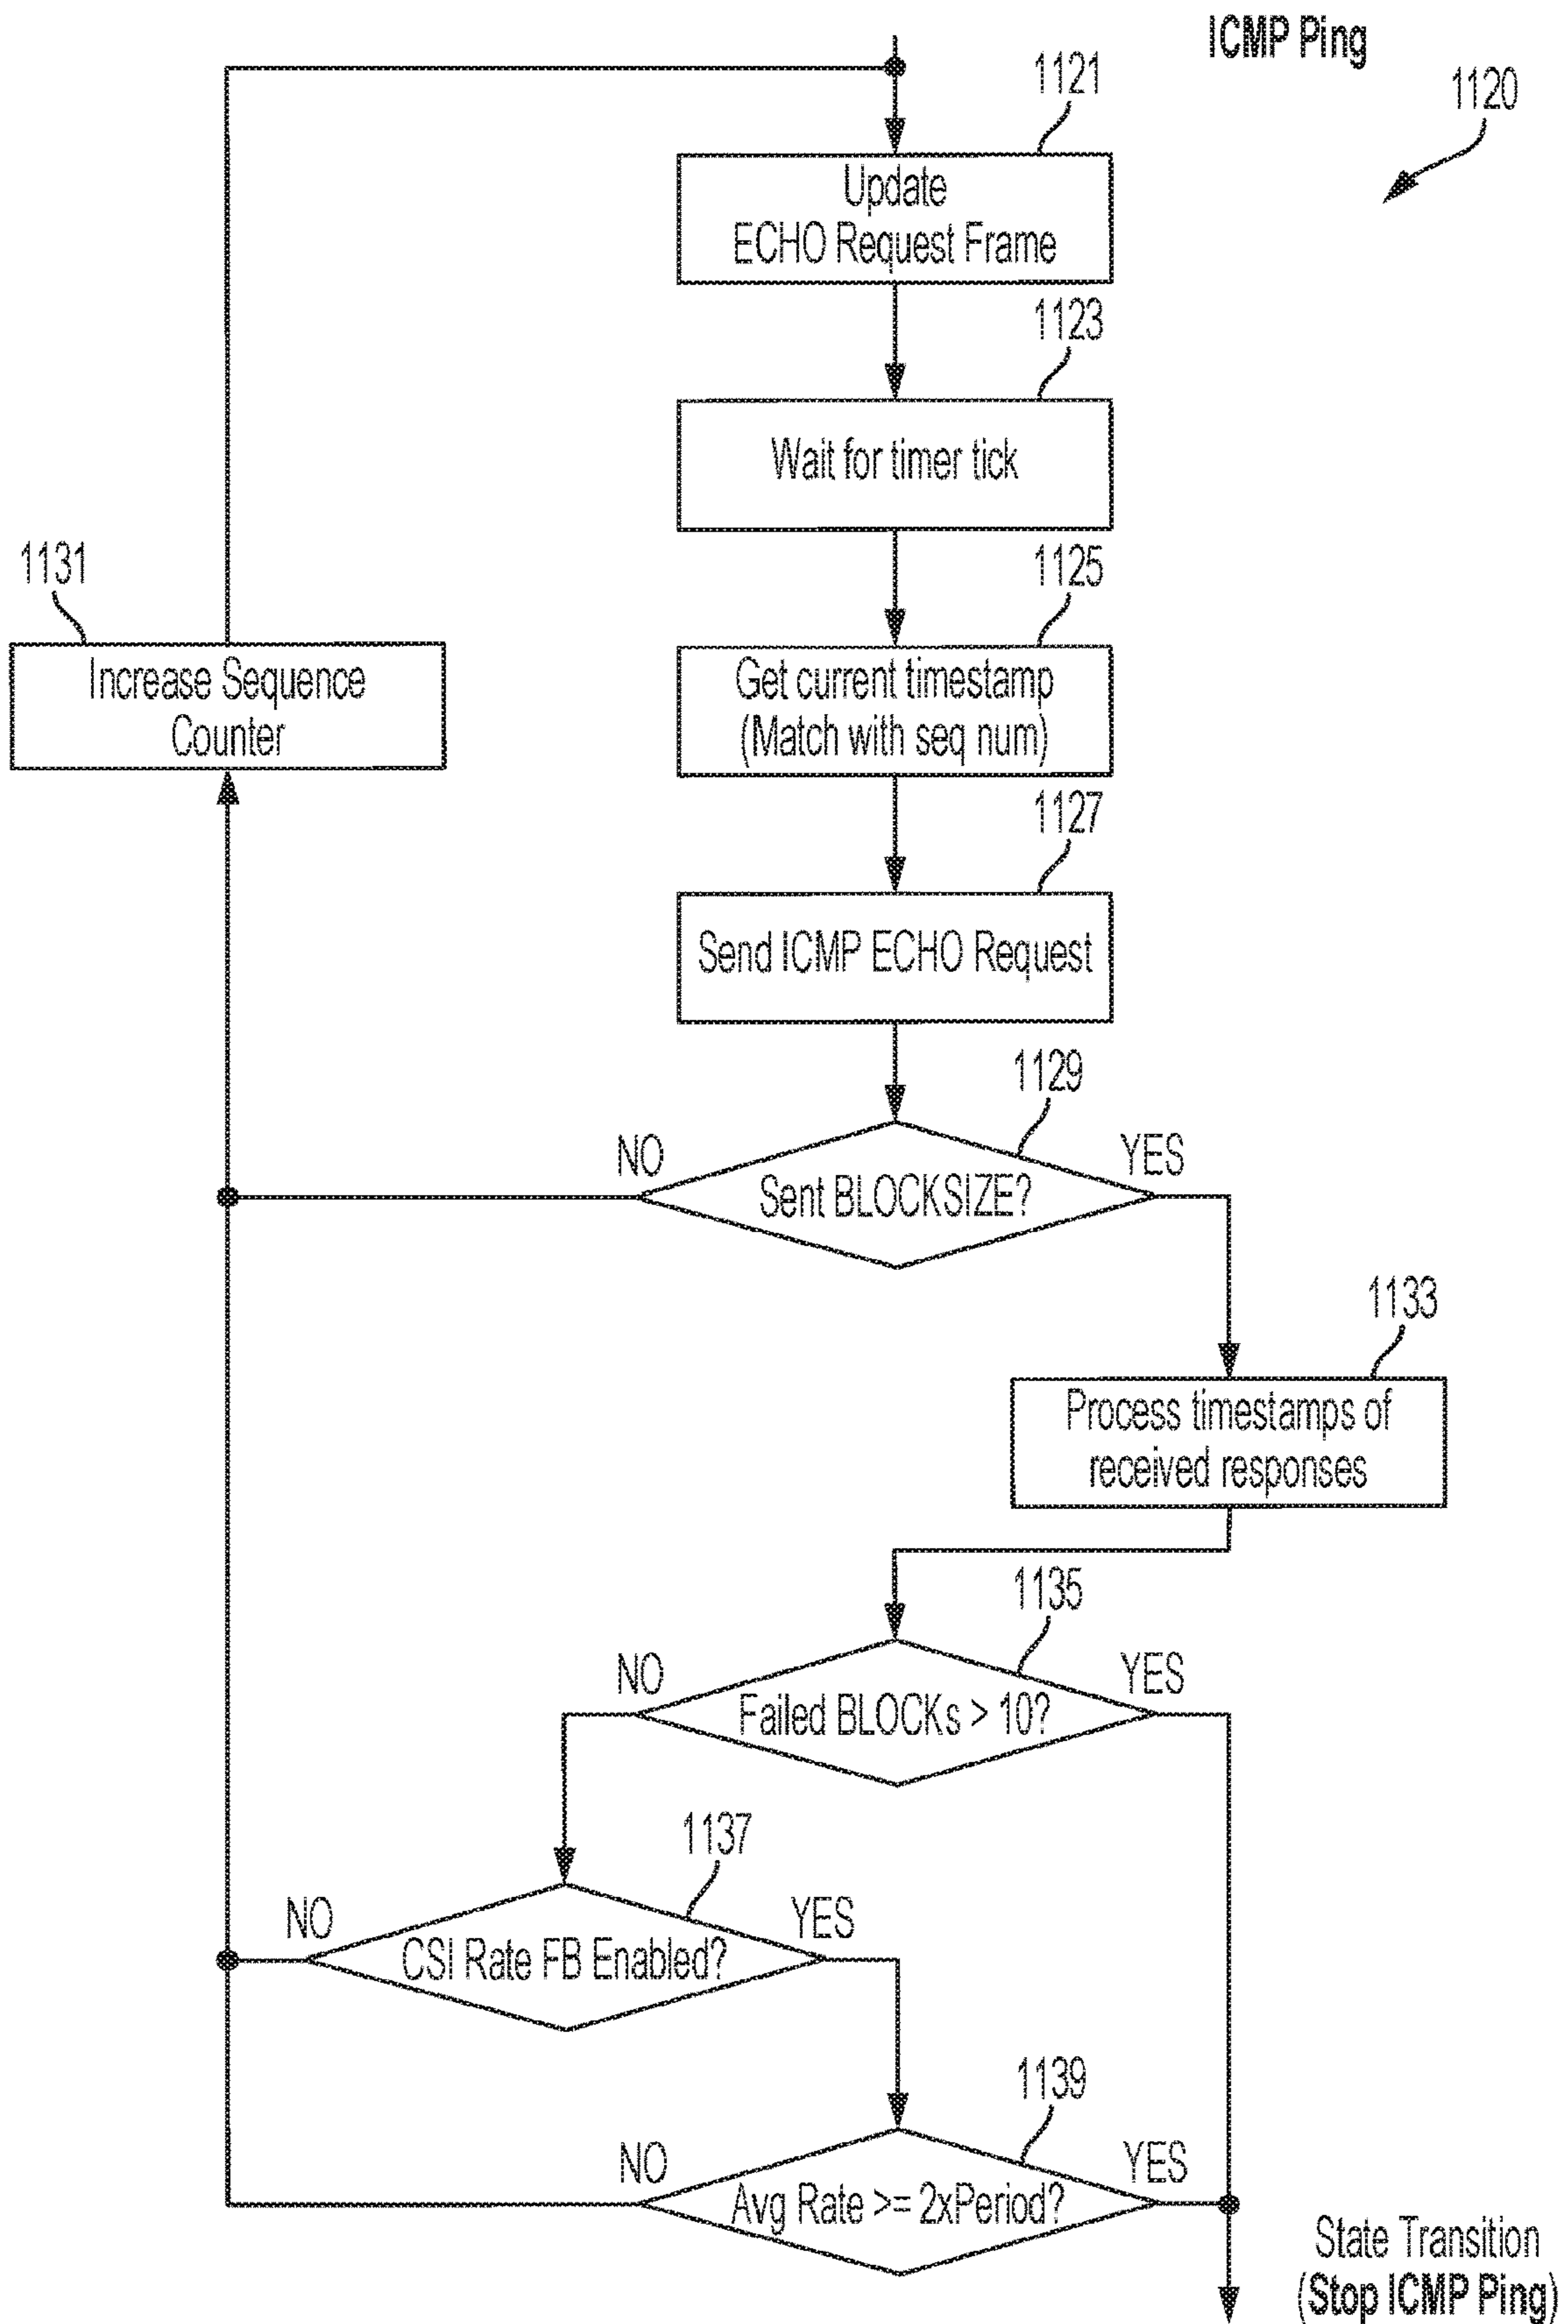 ICMP Ping
1120
1121
Update
ECHO Request Frame
1123
Wait for timer tick
1125
Get current timestamp
(Match with seq num)
1131
Increase Sequence
Counter
1127
Send ICMP ECHO Request
1129
NO
YES
Sent BLOCKSIZE?
1133
Process timestamps of
received responses
1135
NO
YES
Failed BLOCKs > 10?
1137
NO
YES
CSI Rate FB Enabled?
1139
NO
YES
Avg Rate >= 2xPeriod?
State Transition
(Stop ICMP Ping)